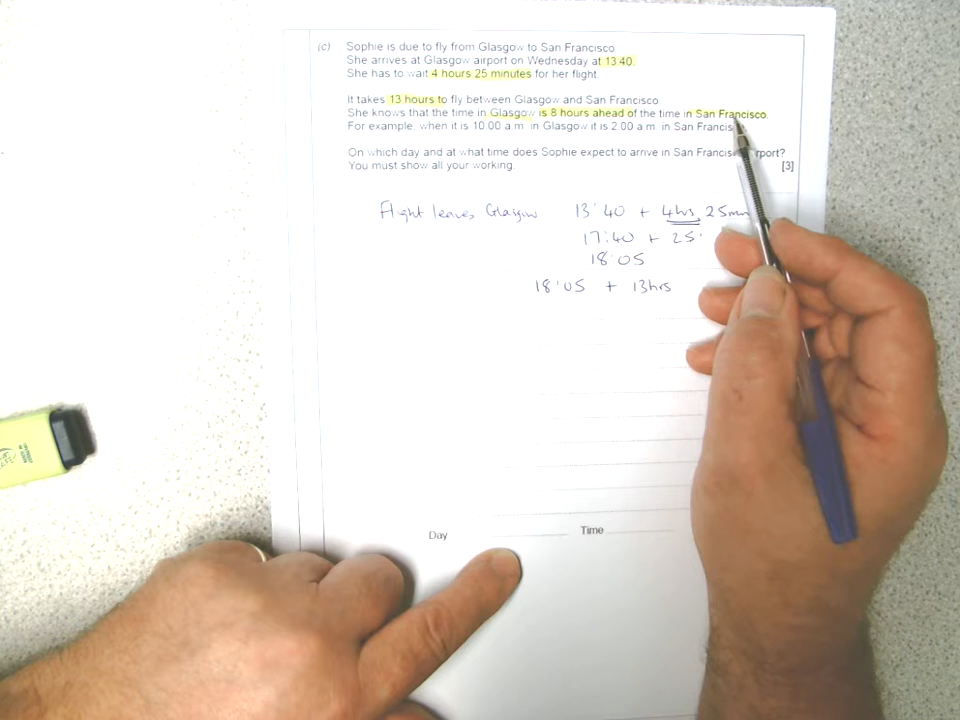 (c) Sophie is due to fly from Glasgow to San Francisco.
She arrives at Glasgow airport on Wednesday at 13:40.
She has to wait 4 hours 25 minutes for her flight.
It takes 13 hours to fly between Glasgow and San Francisco.
She knows that the time in Glasgow is 8 hours ahead of the time in San Francisco.
For example, when it is 10:00 a.m. in Glasgow it is 2:00 a.m. in San Francis
On which day and at what time does Sophie expect to arrive in San Francis rport?
You must show all your working. [3]
Flight leaves Glasgow 13:40 + 4hrs 25min
17:40 + 25
18:05
18:05 + 13hrs
Day Time